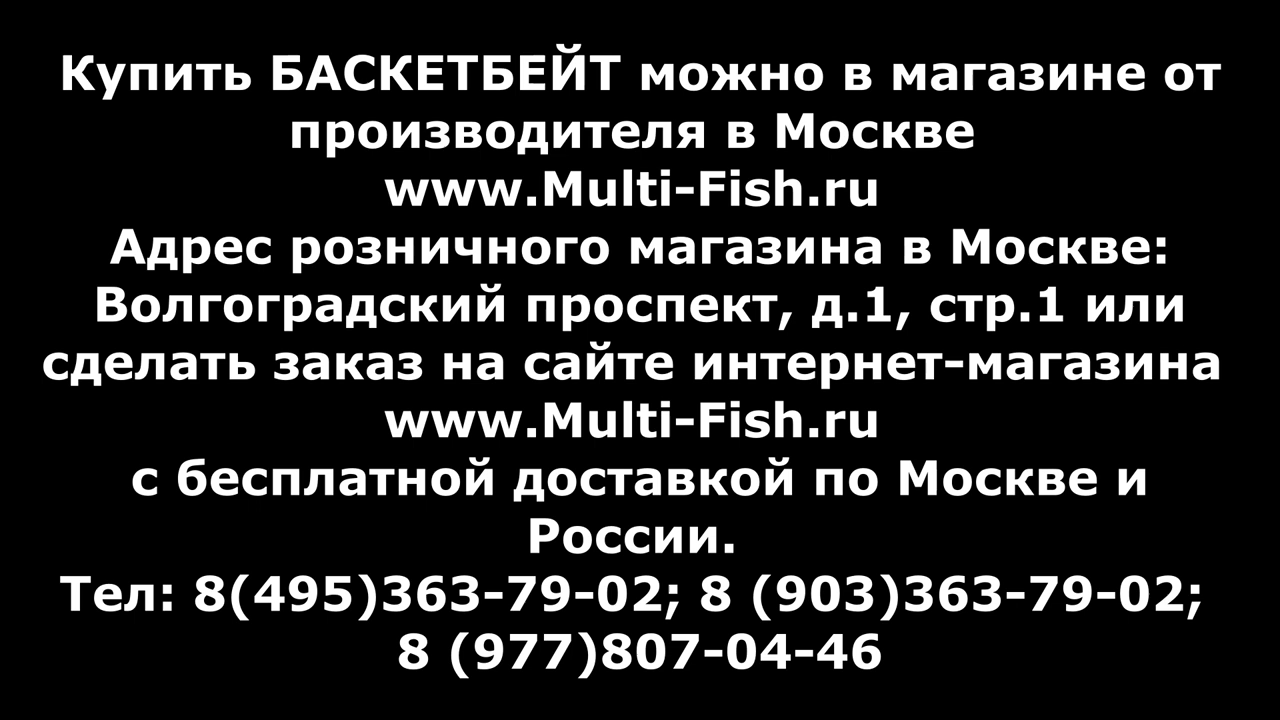 Купить БАСКЕТБЕЙТ можно в магазине от
производителя в Москве
www.Multi-Fish.ru
Адрес розничного магазина в Москве:
Волгоградский проспект, д.1, стр.1 или
сделать заказ на сайте интернет-магазина
www.Multi-Fish.ru
с бесплатной доставкой по Москве и
России.
Тел: 8(495)363-79-02; 8 (903)363-79-02;
8 (977)807-04-46